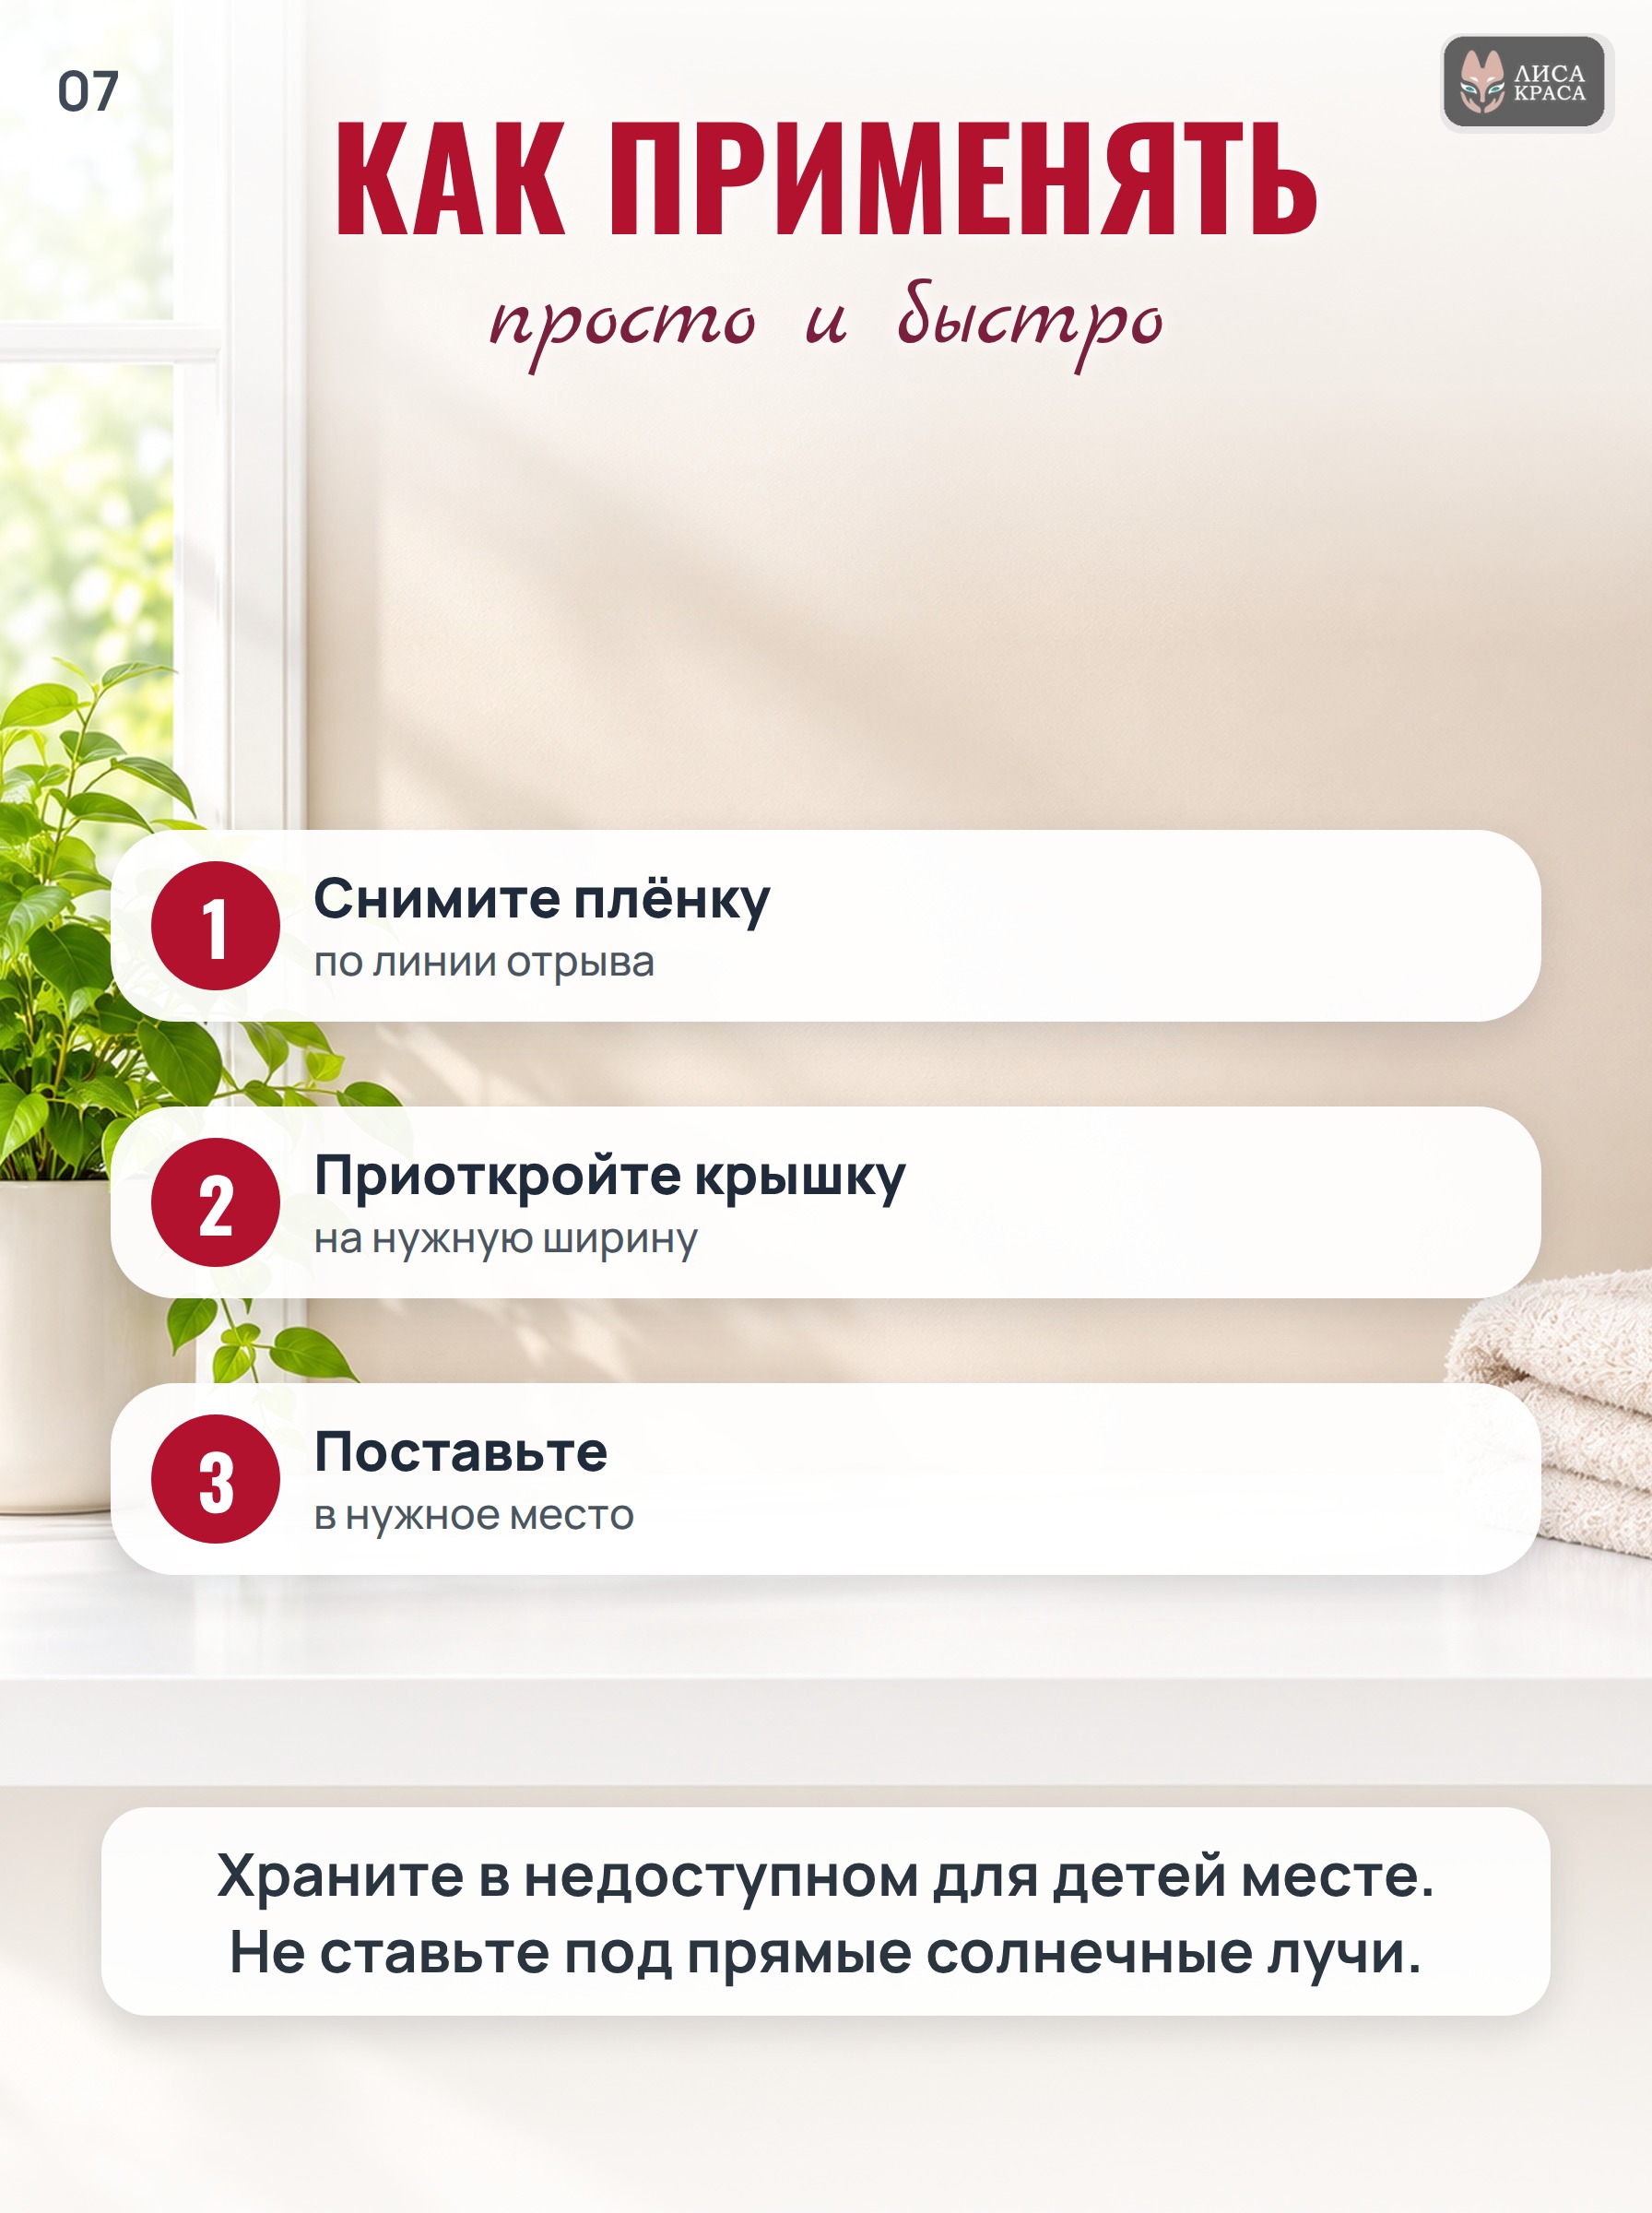 07
ЛИСА
КРАСА
КАК ПРИМЕНЯТЬ
просто и быстро
1
Снимите плёнку
по линии отрыва
2
Приоткройте крышку
на нужную ширину
3
Поставьте
в нужное место
Храните в недоступном для детей месте.
Не ставьте под прямые солнечные лучи.